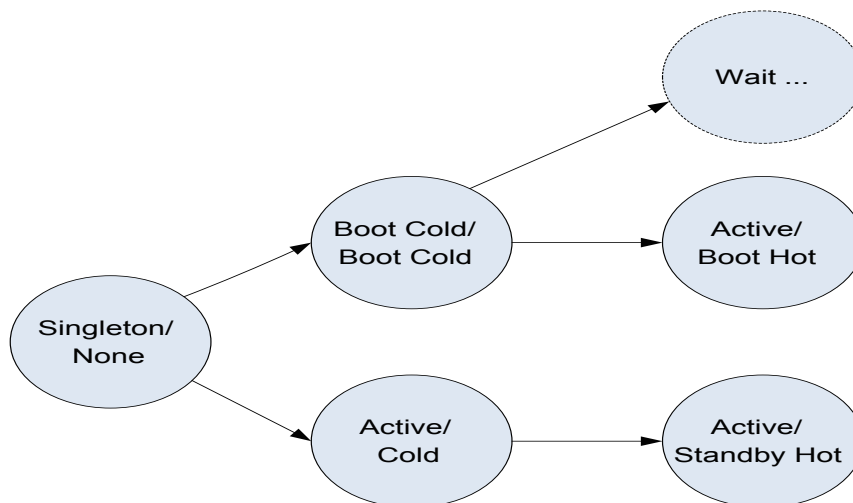 Wait ...
Boot Cold/
Boot Cold
Active/
Boot Hot
Singleton/
None
Active/
Cold
Active/
Standby Hot